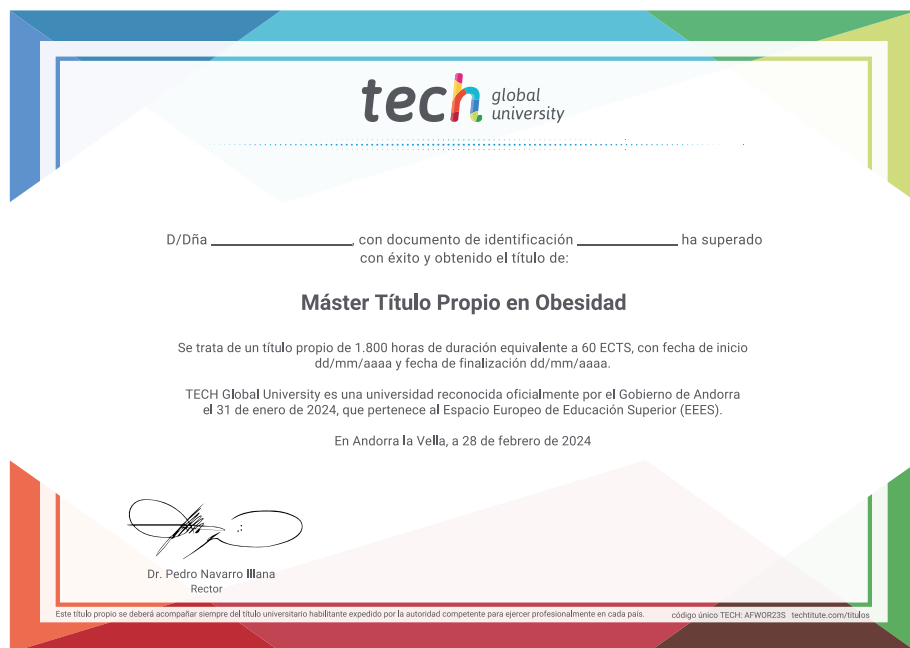 tech global university
D/Dña ____________________, con documento de identificación ______________ ha superado
con éxito y obtenido el título de:
Máster Título Propio en Obesidad
Se trata de un título propio de 1.800 horas de duración equivalente a 60 ECTS, con fecha de inicio
dd/mm/aaaa y fecha de finalización dd/mm/aaaa.
TECH Global University es una universidad reconocida oficialmente por el Gobierno de Andorra
el 31 de enero de 2024, que pertenece al Espacio Europeo de Educación Superior (EEES).
En Andorra la Vella, a 28 de febrero de 2024
Dr. Pedro Navarro Illana
Rector
Este título propio se deberá acompañar siempre del título universitario habilitante expedido por la autoridad competente para ejercer profesionalmente en cada país. código único TECH: AFWOR23S techtitute.com/titulos